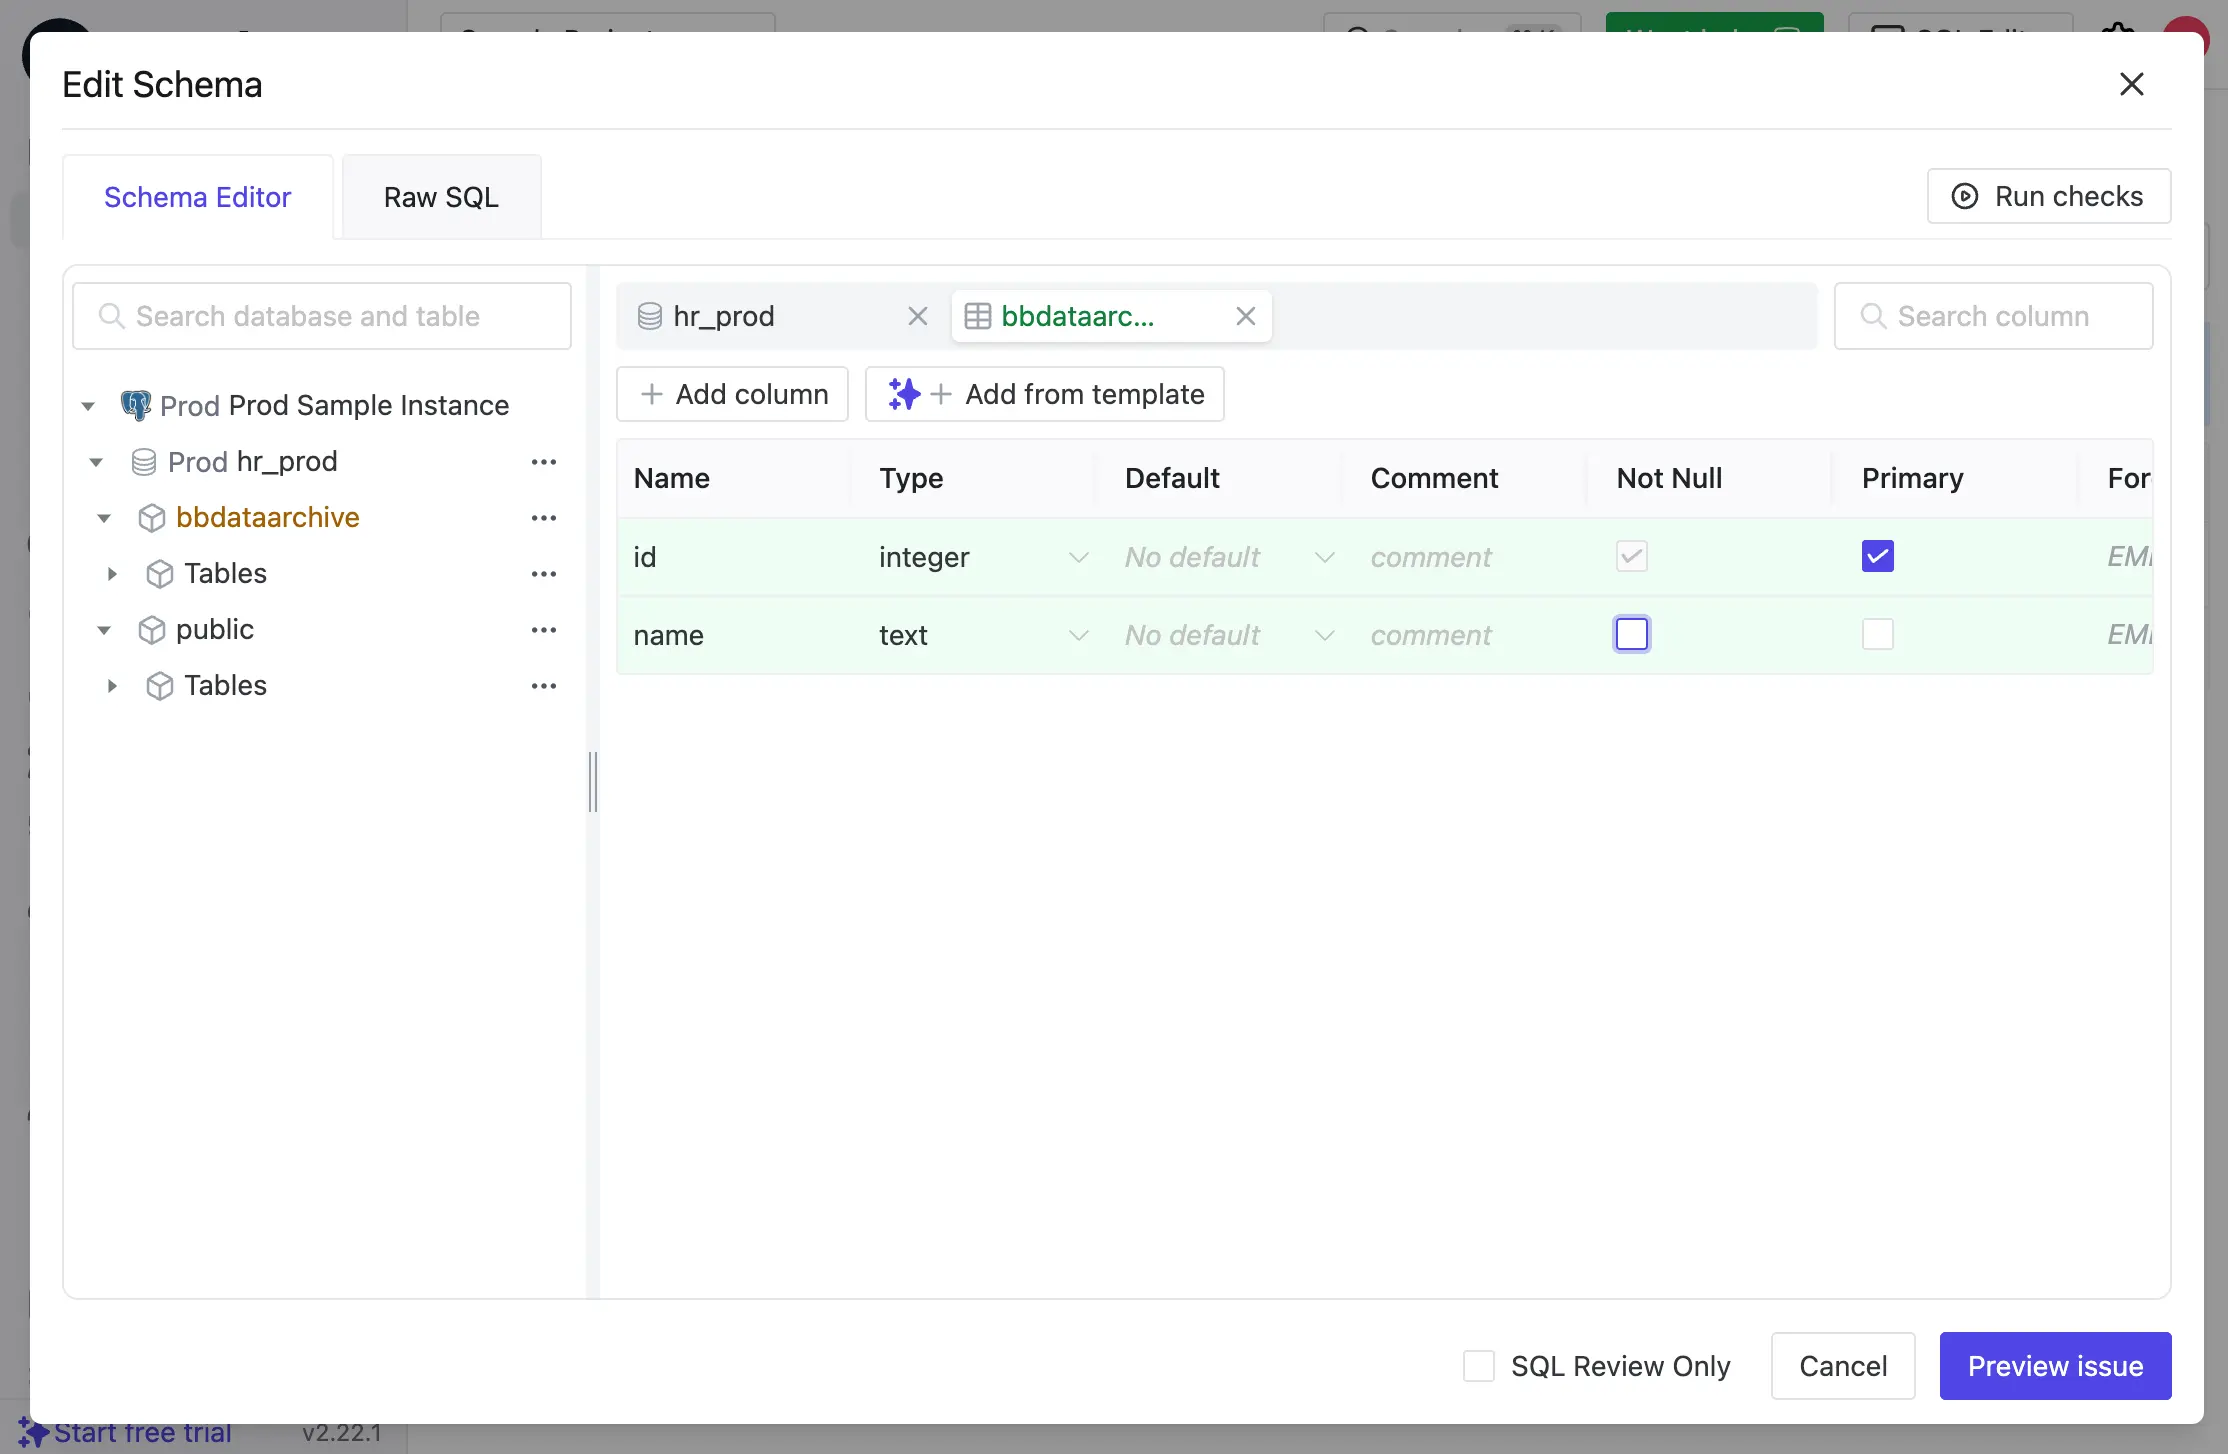 Edit Schema
Schema Editor
Raw SQL
Run checks
Search database and table
hr_prod
bbdataarc...
Search column
Add column
Add from template
Prod Prod Sample Instance
Prod hr_prod
bbdataarchive
Tables
public
Tables
Name Type Default Comment Not Null Primary For
id integer No default comment
name text No default comment
SQL Review Only
Cancel
Preview issue
Start free trial
v2.22.1